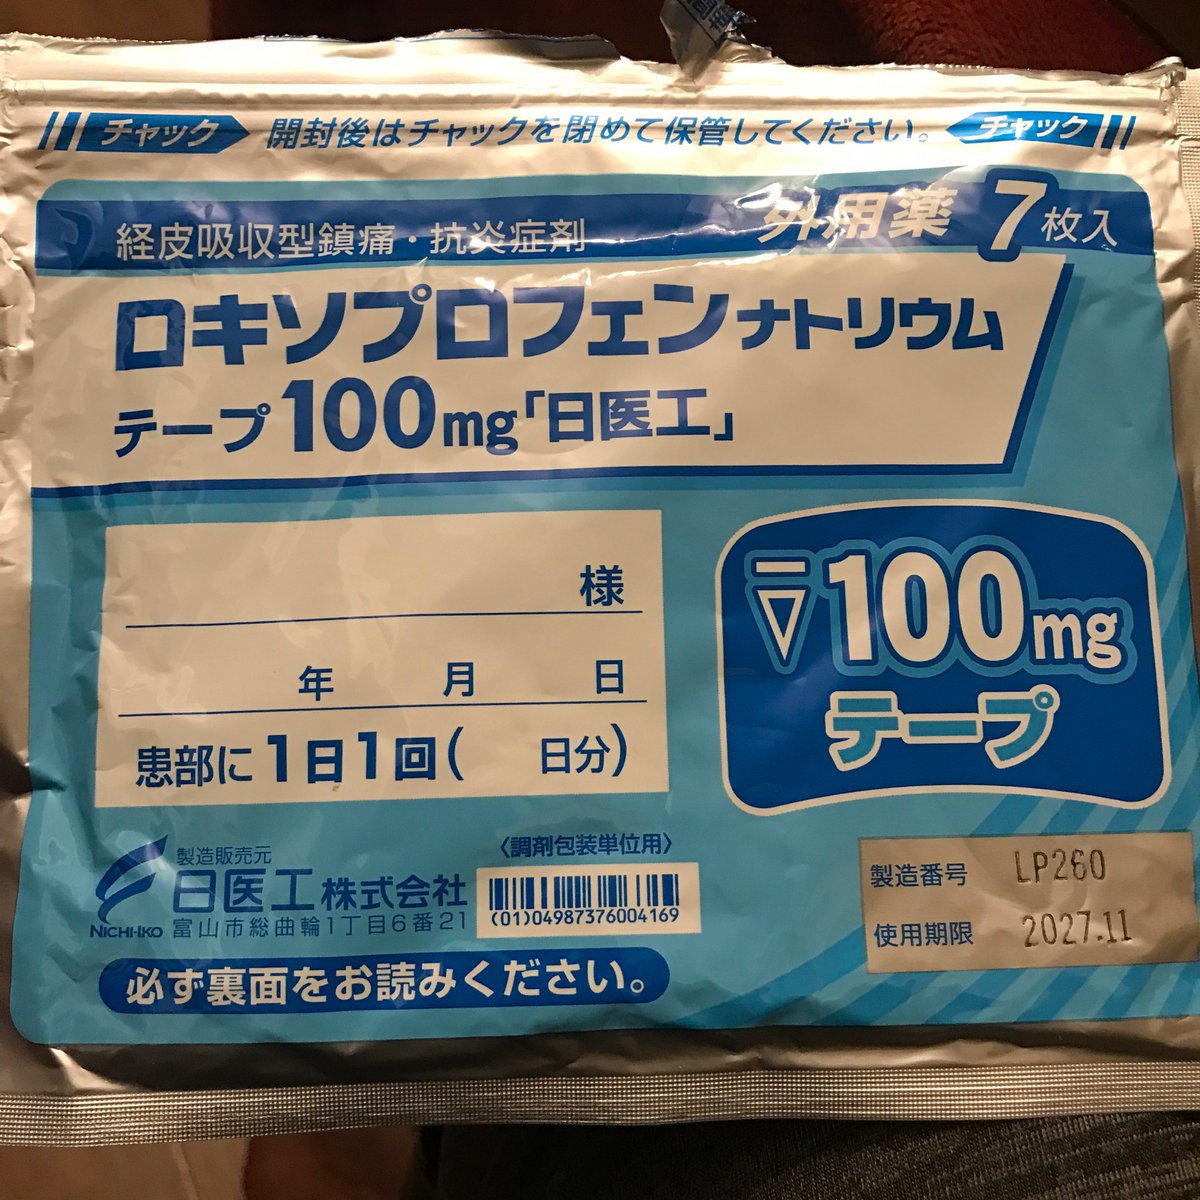 チャック 開封後はチャックを閉めて保管してください。 チャック
経皮吸収型鎮痛・抗炎症剤 外用薬 7枚入
ロキソプロフェンナトリウム
テープ100mg「日医工」
様
年 月 日
患部に1日1回( 日分)
100mg
テープ
製造販売元
日医工株式会社
NICHI-IKO 富山市総曲輪1丁目6番21
〈調剤包装単位用〉
(01)04987376004169
製造番号 LP260
使用期限 2027.11
必ず裏面をお読みください。